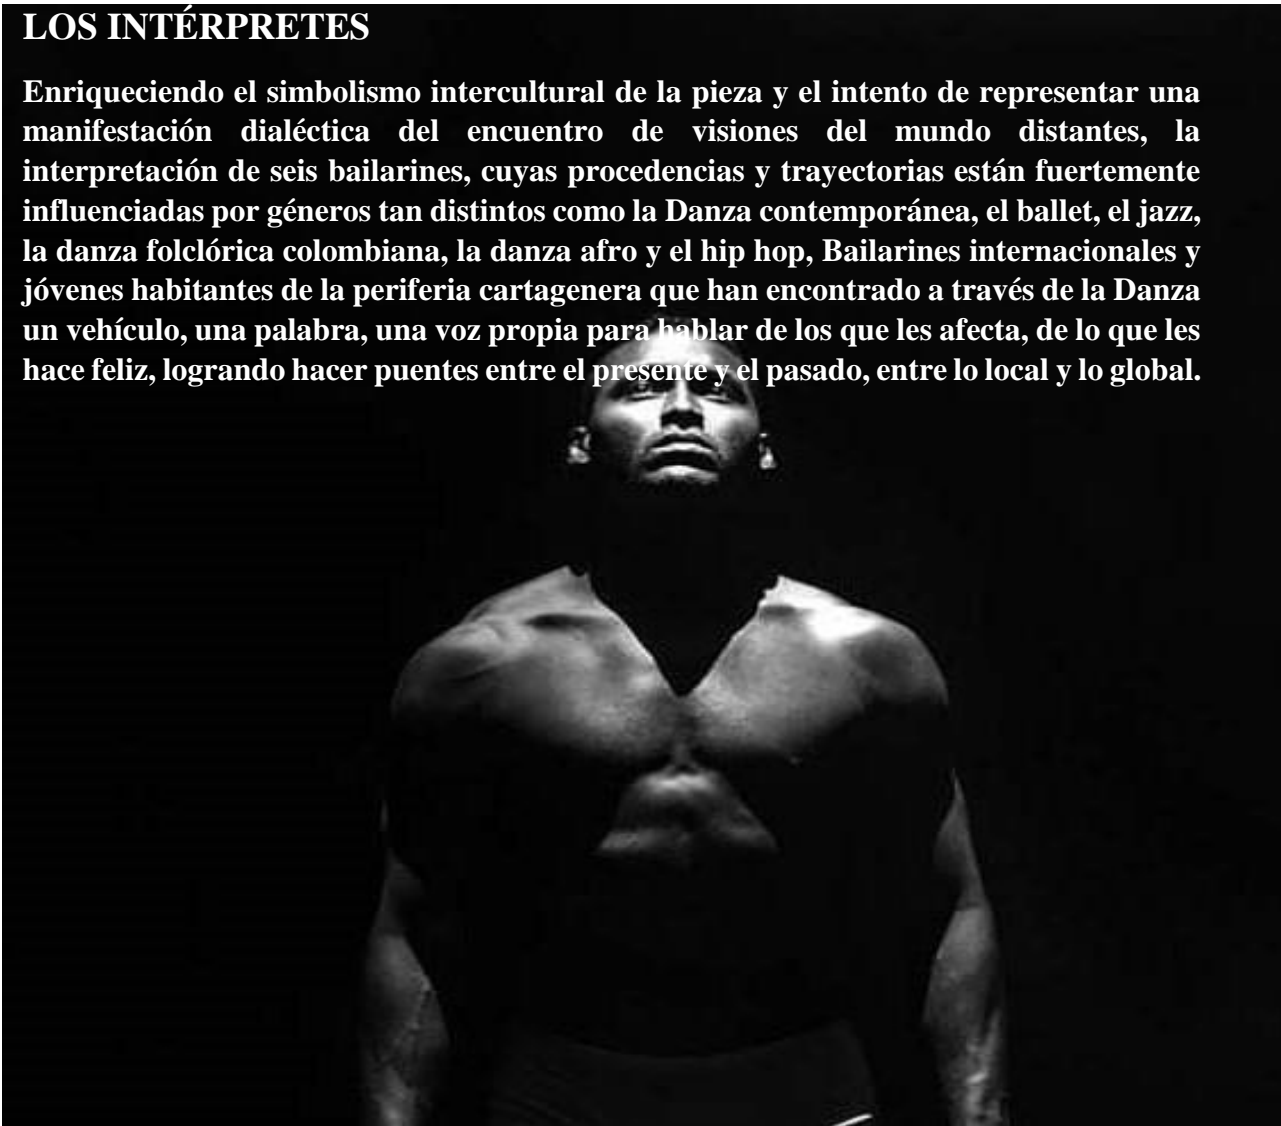 LOS INTÉRPRETES
Enriqueciendo el simbolismo intercultural de la pieza y el intento de representar una
manifestación dialéctica del encuentro de visiones del mundo distantes, la
interpretación de seis bailarines, cuyas procedencias y trayectorias están fuertemente
influenciadas por géneros tan distintos como la Danza contemporánea, el ballet, el jazz,
la danza folclórica colombiana, la danza afro y el hip hop, Bailarines internacionales y
jóvenes habitantes de la periferia cartagenera que han encontrado a través de la Danza
un vehículo, una palabra, una voz propia para hablar de los que les afecta, de lo que les
hace feliz, logrando hacer puentes entre el presente y el pasado, entre lo local y lo global.